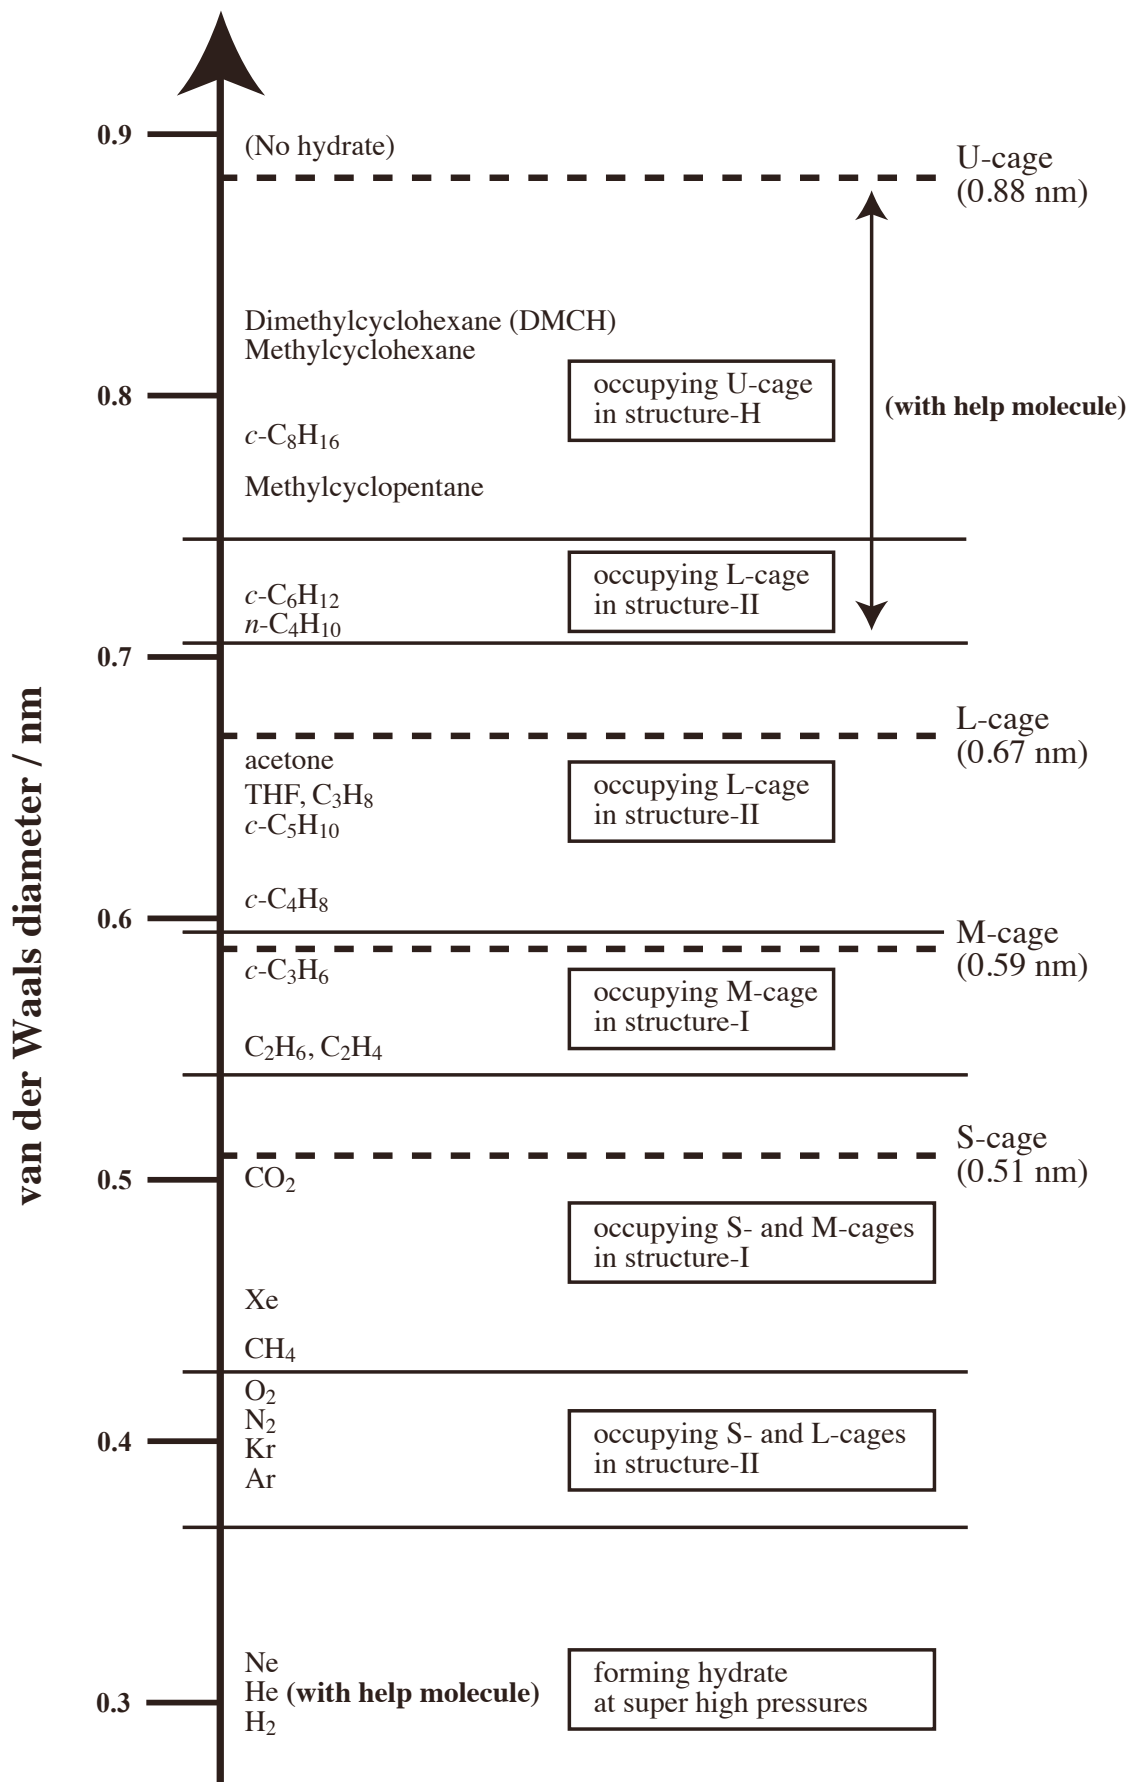 0.9
(No hydrate)
U-cage
(0.88 nm)
Dimethylcyclohexane (DMCH)
Methylcyclohexane
occupying U-cage
in structure-H
0.8
(with help molecule)
c-C₈H₁₆
Methylcyclopentane
occupying L-cage
in structure-II
c-C₆H₁₂
n-C₄H₁₀
0.7
L-cage
(0.67 nm)
acetone
THF, C₃H₈
c-C₅H₁₀
occupying L-cage
in structure-II
c-C₄H₈
0.6
M-cage
(0.59 nm)
c-C₃H₆
occupying M-cage
in structure-I
C₂H₆, C₂H₄
S-cage
(0.51 nm)
0.5
CO₂
occupying S- and M-cages
in structure-I
Xe
CH₄
O₂
N₂
Kr
Ar
0.4
occupying S- and L-cages
in structure-II
Ne
He (with help molecule)
H₂
0.3
forming hydrate
at super high pressures
van der Waals diameter / nm